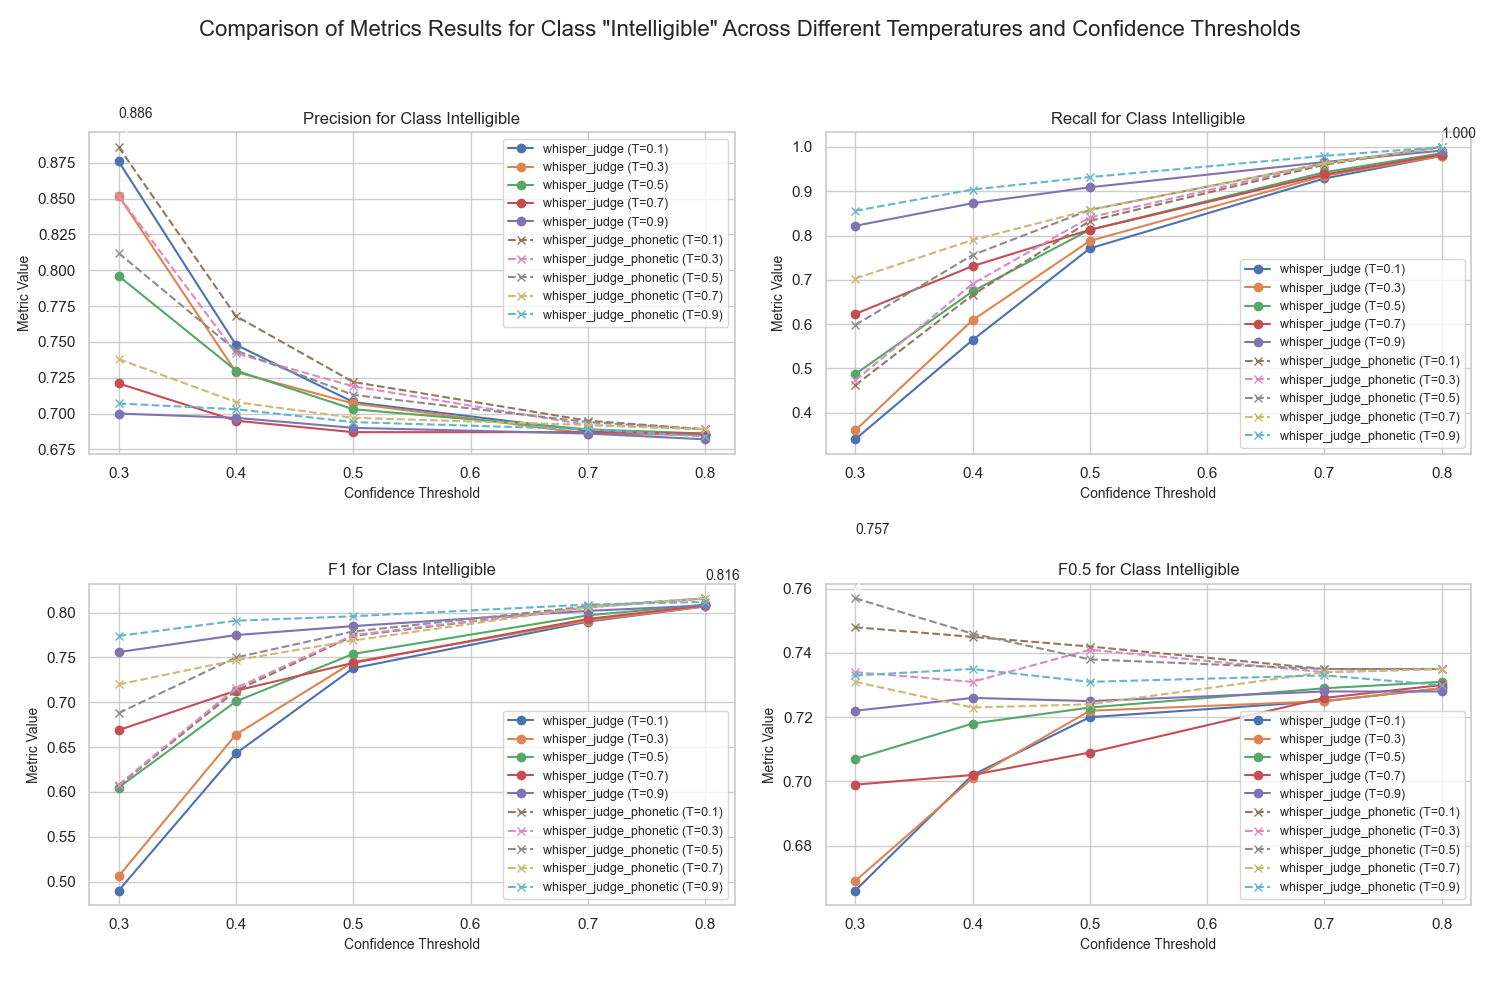 Comparison of Metrics Results for Class "Intelligible" Across Different Temperatures and Confidence Thresholds
0.886
Precision for Class Intelligible
Metric Value
0.875
0.850
0.825
0.800
0.775
0.750
0.725
0.700
0.675
0.3 0.4 0.5 0.6 0.7 0.8
Confidence Threshold
whisper_judge (T=0.1)
whisper_judge (T=0.3)
whisper_judge (T=0.5)
whisper_judge (T=0.7)
whisper_judge (T=0.9)
whisper_judge_phonetic (T=0.1)
whisper_judge_phonetic (T=0.3)
whisper_judge_phonetic (T=0.5)
whisper_judge_phonetic (T=0.7)
whisper_judge_phonetic (T=0.9)
Recall for Class Intelligible
1.000
Metric Value
1.0
0.9
0.8
0.7
0.6
0.5
0.4
0.3 0.4 0.5 0.6 0.7 0.8
Confidence Threshold
whisper_judge (T=0.1)
whisper_judge (T=0.3)
whisper_judge (T=0.5)
whisper_judge (T=0.7)
whisper_judge (T=0.9)
whisper_judge_phonetic (T=0.1)
whisper_judge_phonetic (T=0.3)
whisper_judge_phonetic (T=0.5)
whisper_judge_phonetic (T=0.7)
whisper_judge_phonetic (T=0.9)
F1 for Class Intelligible
0.816
Metric Value
0.80
0.75
0.70
0.65
0.60
0.55
0.50
0.3 0.4 0.5 0.6 0.7 0.8
Confidence Threshold
whisper_judge (T=0.1)
whisper_judge (T=0.3)
whisper_judge (T=0.5)
whisper_judge (T=0.7)
whisper_judge (T=0.9)
whisper_judge_phonetic (T=0.1)
whisper_judge_phonetic (T=0.3)
whisper_judge_phonetic (T=0.5)
whisper_judge_phonetic (T=0.7)
whisper_judge_phonetic (T=0.9)
0.757
F0.5 for Class Intelligible
Metric Value
0.76
0.74
0.72
0.70
0.68
0.3 0.4 0.5 0.6 0.7 0.8
Confidence Threshold
whisper_judge (T=0.1)
whisper_judge (T=0.3)
whisper_judge (T=0.5)
whisper_judge (T=0.7)
whisper_judge (T=0.9)
whisper_judge_phonetic (T=0.1)
whisper_judge_phonetic (T=0.3)
whisper_judge_phonetic (T=0.5)
whisper_judge_phonetic (T=0.7)
whisper_judge_phonetic (T=0.9)